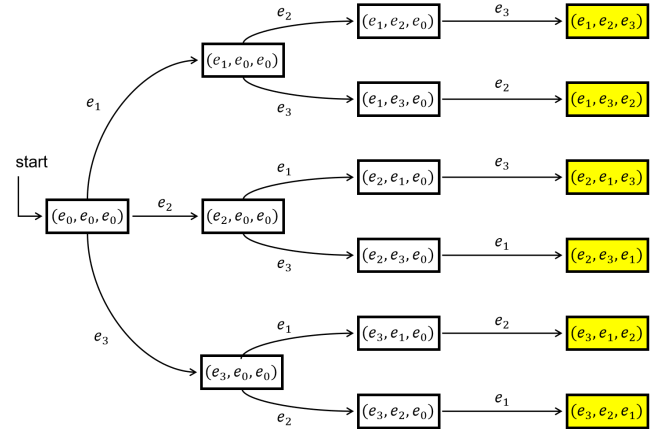 e₂
(e₁, e₂, e₀)
e₃
(e₁, e₂, e₃)
(e₁, e₀, e₀)
e₁
e₃
(e₁, e₃, e₀)
e₂
(e₁, e₃, e₂)
start
e₁
(e₂, e₁, e₀)
e₃
(e₂, e₁, e₃)
(e₀, e₀, e₀)
e₂
(e₂, e₀, e₀)
e₃
(e₂, e₃, e₀)
e₁
(e₂, e₃, e₁)
e₃
e₁
(e₃, e₁, e₀)
e₂
(e₃, e₁, e₂)
(e₃, e₀, e₀)
e₂
(e₃, e₂, e₀)
e₁
(e₃, e₂, e₁)